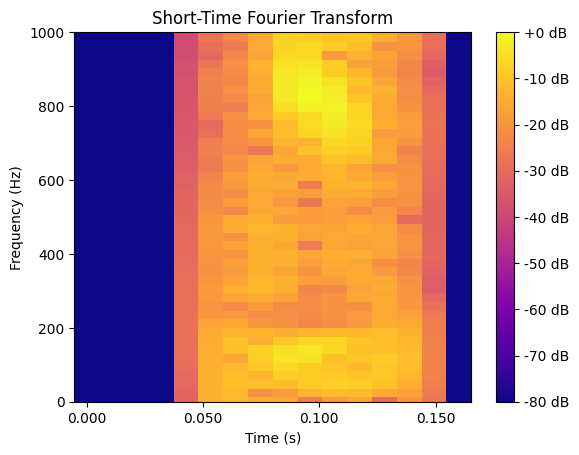 Short-Time Fourier Transform
1000
800
600
400
200
0
Frequency (Hz)
0.000
0.050
0.100
0.150
Time (s)
+0 dB
-10 dB
-20 dB
-30 dB
-40 dB
-50 dB
-60 dB
-70 dB
-80 dB